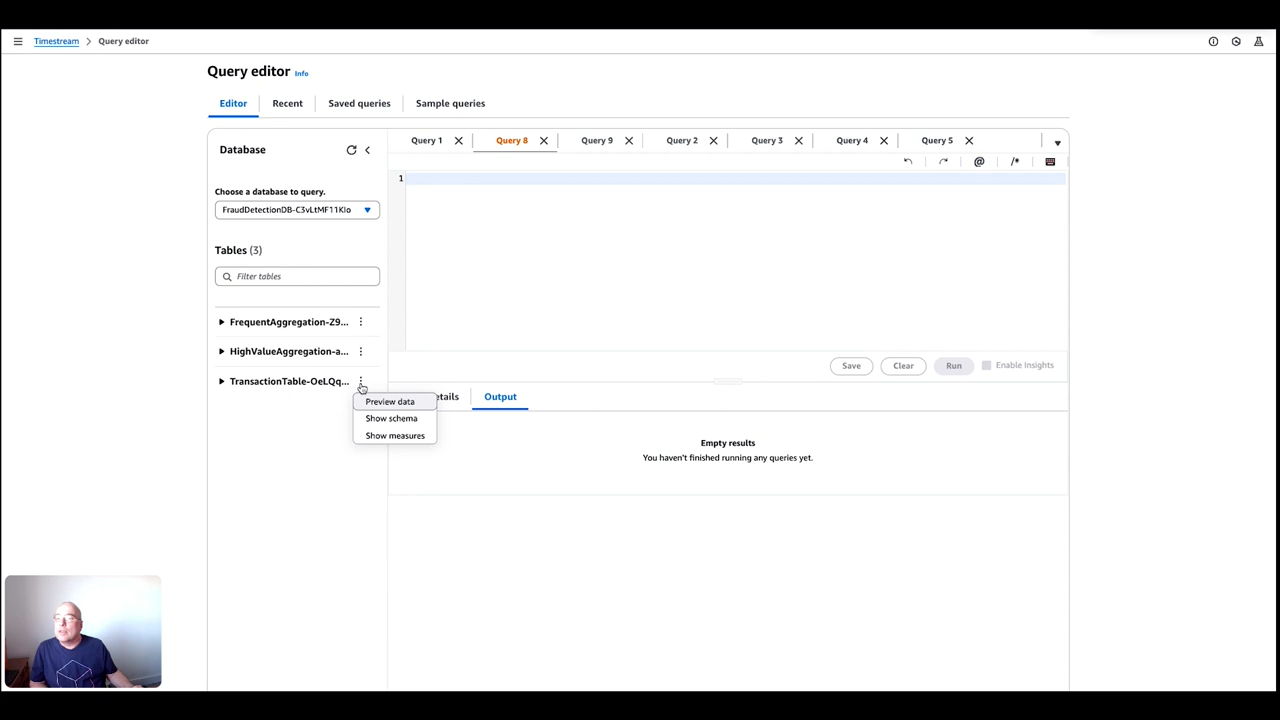 Timestream
Query editor
Query editor
Info
Editor
Recent
Saved queries
Sample queries
Database
Query 1
Query 8
Query 9
Query 2
Query 3
Query 4
Query 5
@
/*
Choose a database to query.
FraudDetectionDB-C3vLtMF11KIo
1
Tables (3)
Filter tables
FrequentAggregation-Z9...
HighValueAggregation-a...
TransactionTable-OeLQq...
Preview data
Show schema
Show measures
Save
Clear
Run
Enable Insights
etails
Output
Empty results
You haven't finished running any queries yet.